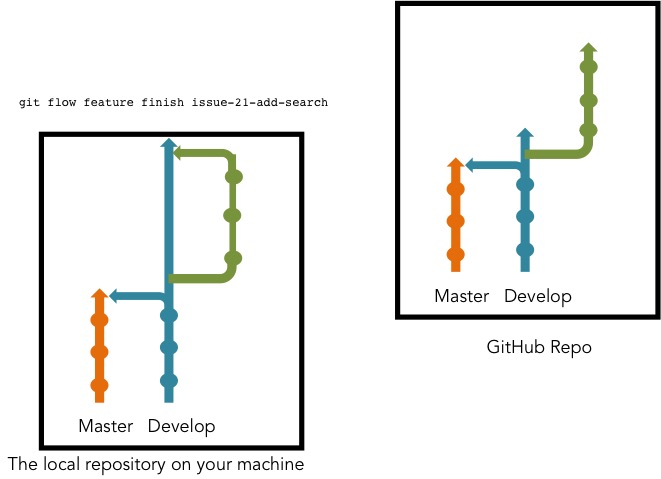 git flow feature finish issue-21-add-search
Master Develop
The local repository on your machine
Master Develop
GitHub Repo